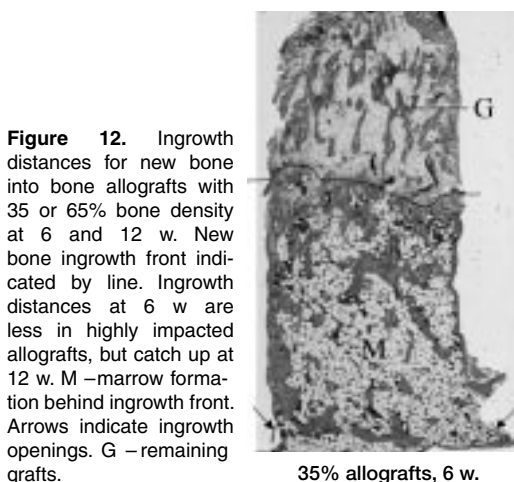 Figure 12. Ingrowth
distances for new bone
into bone allografts with
35 or 65% bone density
at 6 and 12 w. New
bone ingrowth front indi-
cated by line. Ingrowth
distances at 6 w are
less in highly impacted
allografts, but catch up at
12 w. M –marrow forma-
tion behind ingrowth front.
Arrows indicate ingrowth
openings. G – remaining
grafts.
G
M
35% allografts, 6 w.